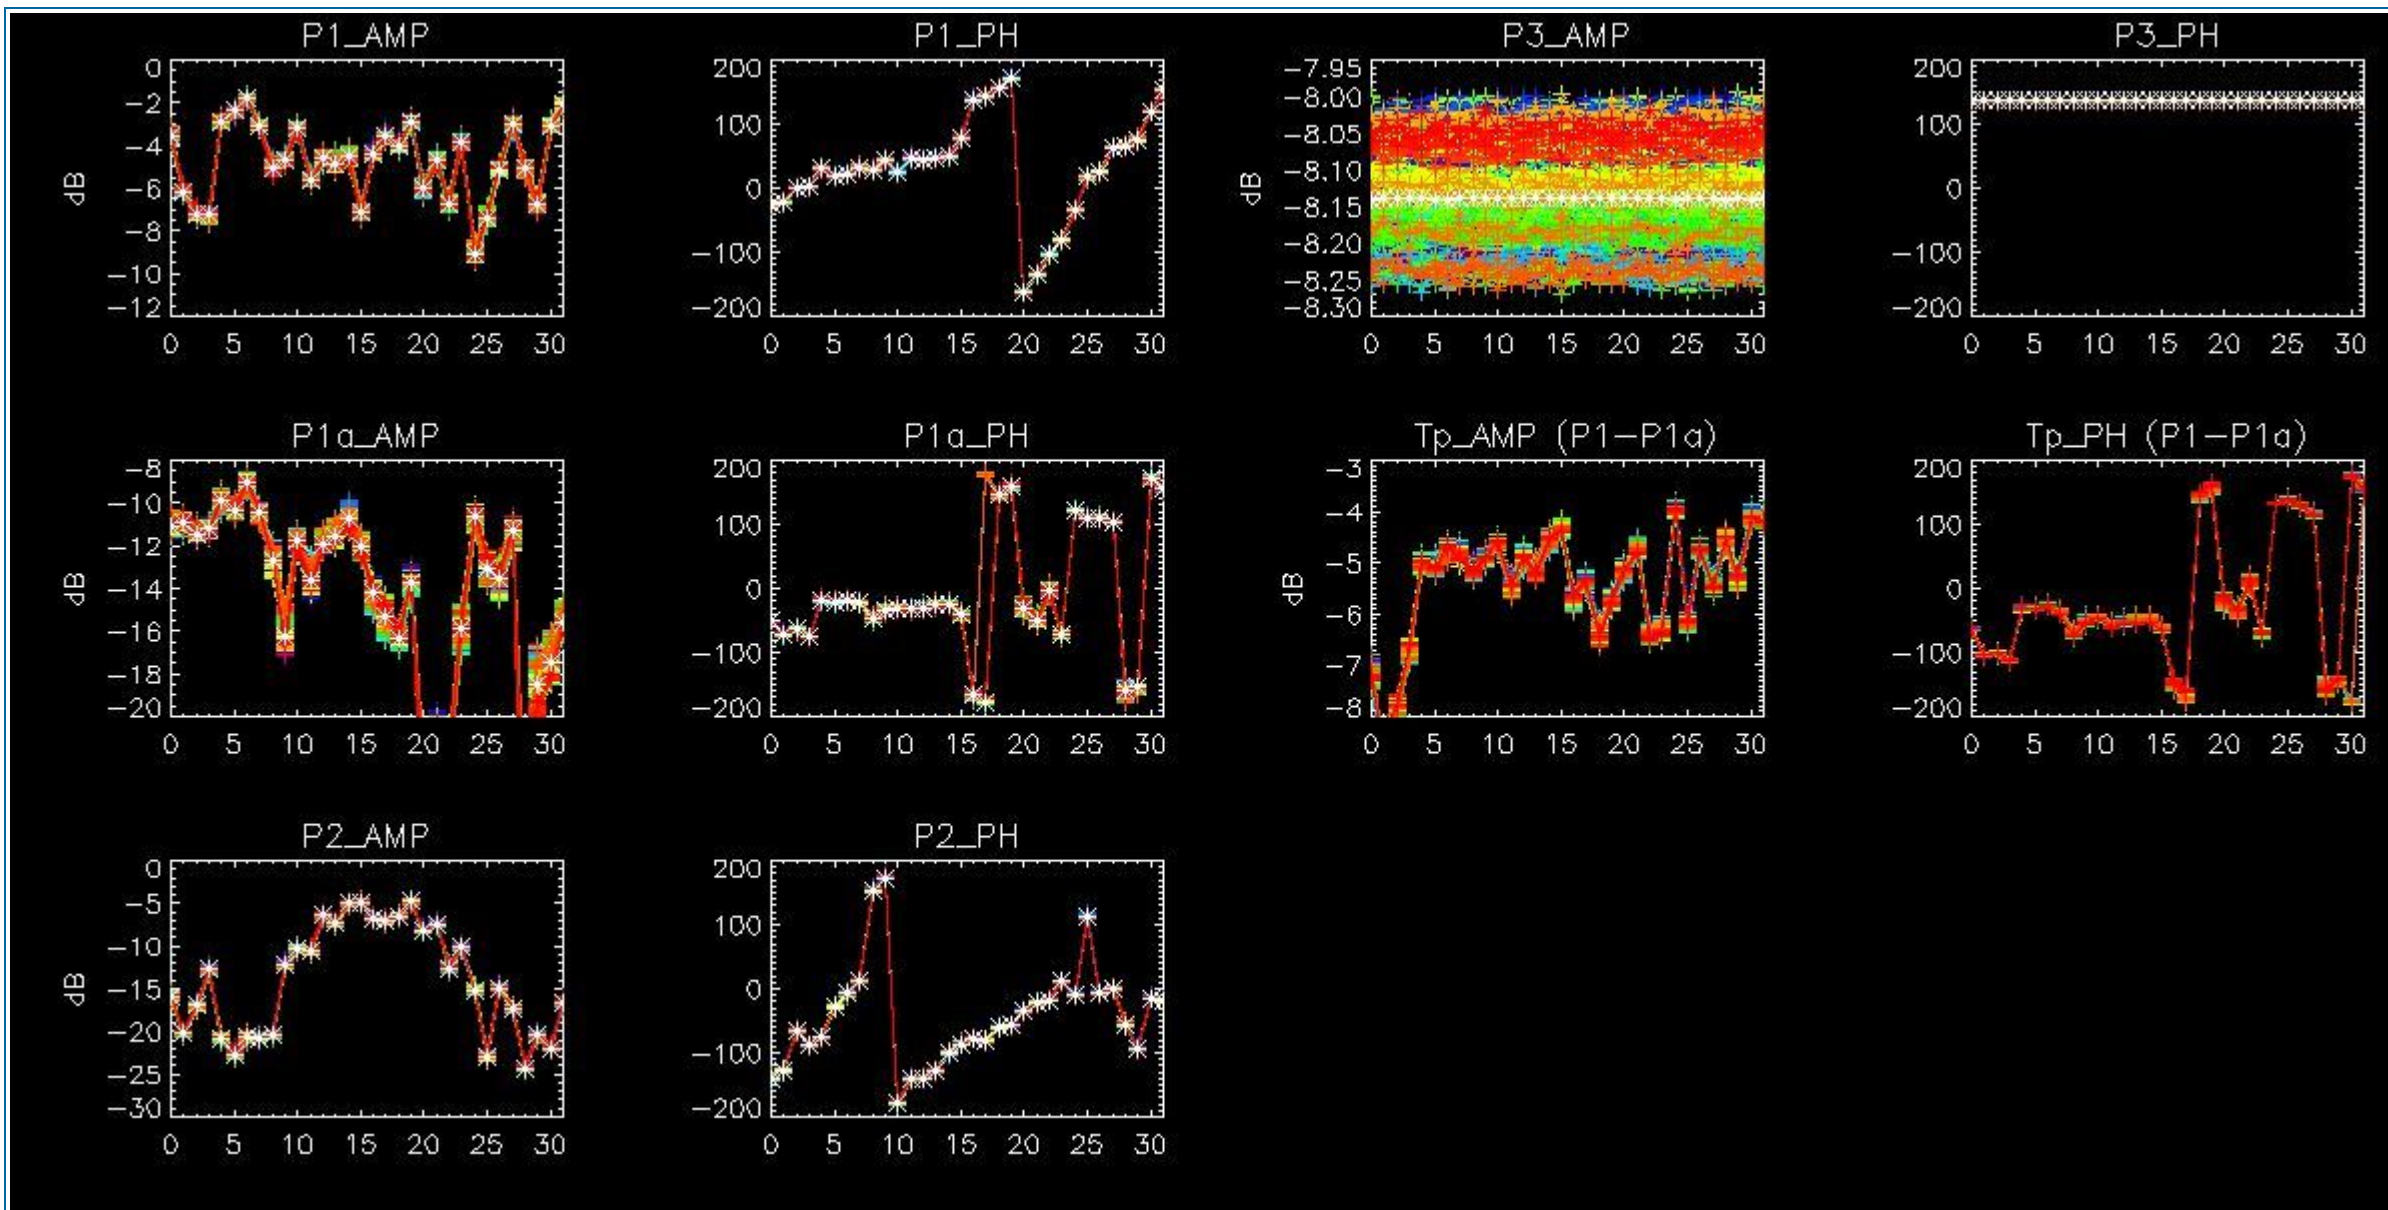 P1_AMP P1_PH P3_AMP P3_PH
0 200 -7.95 200
-2 -8.00
-4 100 -8.05 100
dB -6 0 dB -8.10 0
-8 -8.15
-10 -100 -8.20 -100
-12 -200 -8.25 -200
-8.30
0 5 10 15 20 25 30 0 5 10 15 20 25 30 0 5 10 15 20 25 30 0 5 10 15 20 25 30
P1a_AMP P1a_PH Tp_AMP (P1-P1a) Tp_PH (P1-P1a)
-8 200 -3 200
-10 100 -4 100
-12 -5
dB -14 0 dB 0
-16 -100 -6 -100
-18 -7
-20 -200 -8 -200
0 5 10 15 20 25 30 0 5 10 15 20 25 30 0 5 10 15 20 25 30 0 5 10 15 20 25 30
P2_AMP P2_PH
0 200
-5 100
-10
dB -15 0
-20 -100
-25
-30 -200
0 5 10 15 20 25 30 0 5 10 15 20 25 30